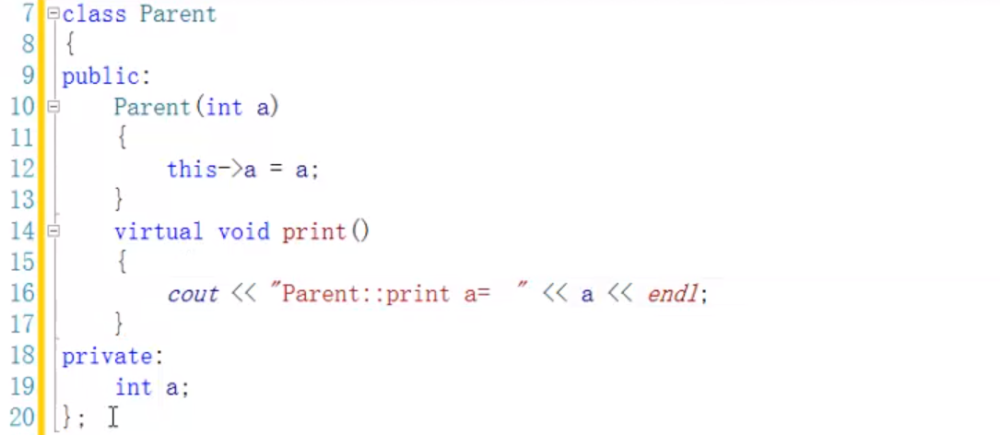 7 class Parent
8 {
9 public:
10 Parent(int a)
11 {
12 this->a = a;
13 }
14 virtual void print()
15 {
16 cout << "Parent::print a=  " << a << endl;
17 }
18 private:
19 int a;
20 };